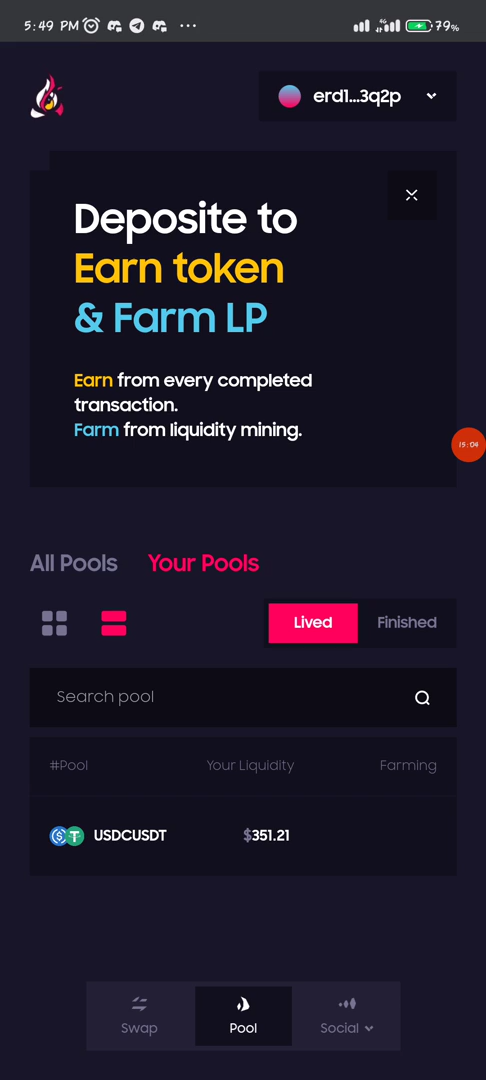 5:49 PM
4G
79%
erd1...3q2p
Deposite to
Earn token
& Farm LP
Earn from every completed
transaction.
Farm from liquidity mining.
15:04
All Pools Your Pools
Lived Finished
Search pool
#Pool Your Liquidity Farming
USDCUSDT $351.21
Swap Pool Social